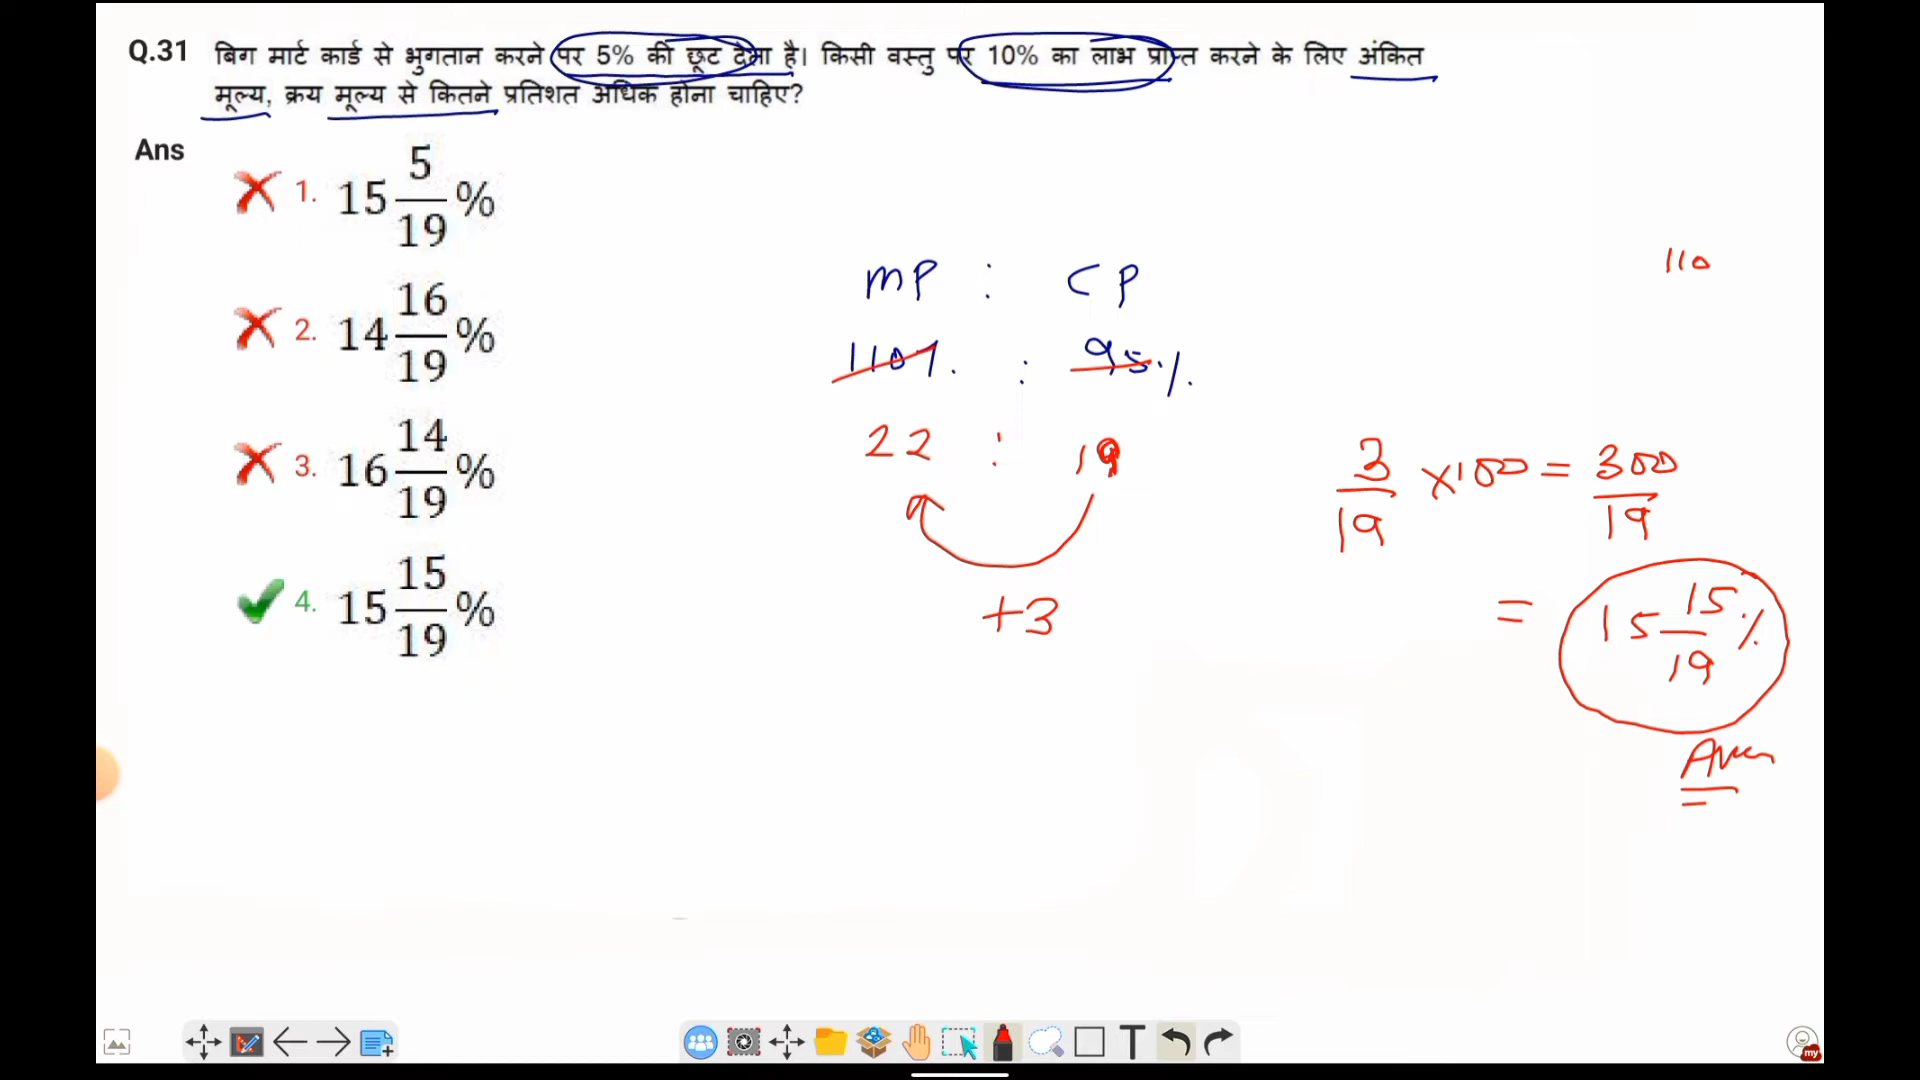 Q.31 बिग मार्ट कार्ड से भुगतान करने पर 5% की छूट देता है। किसी वस्तु पर 10% का लाभ प्राप्त करने के लिए अंकित
मूल्य, क्रय मूल्य से कितने प्रतिशत अधिक होना चाहिए?
Ans
1. 15 5/19 %
2. 14 16/19 %
3. 16 14/19 %
4. 15 15/19 %
MP : CP
110% : 95%
22 : 19
+3
110
3/19 ×100 = 300/19
= 15 15/19 %
Ans
T
my